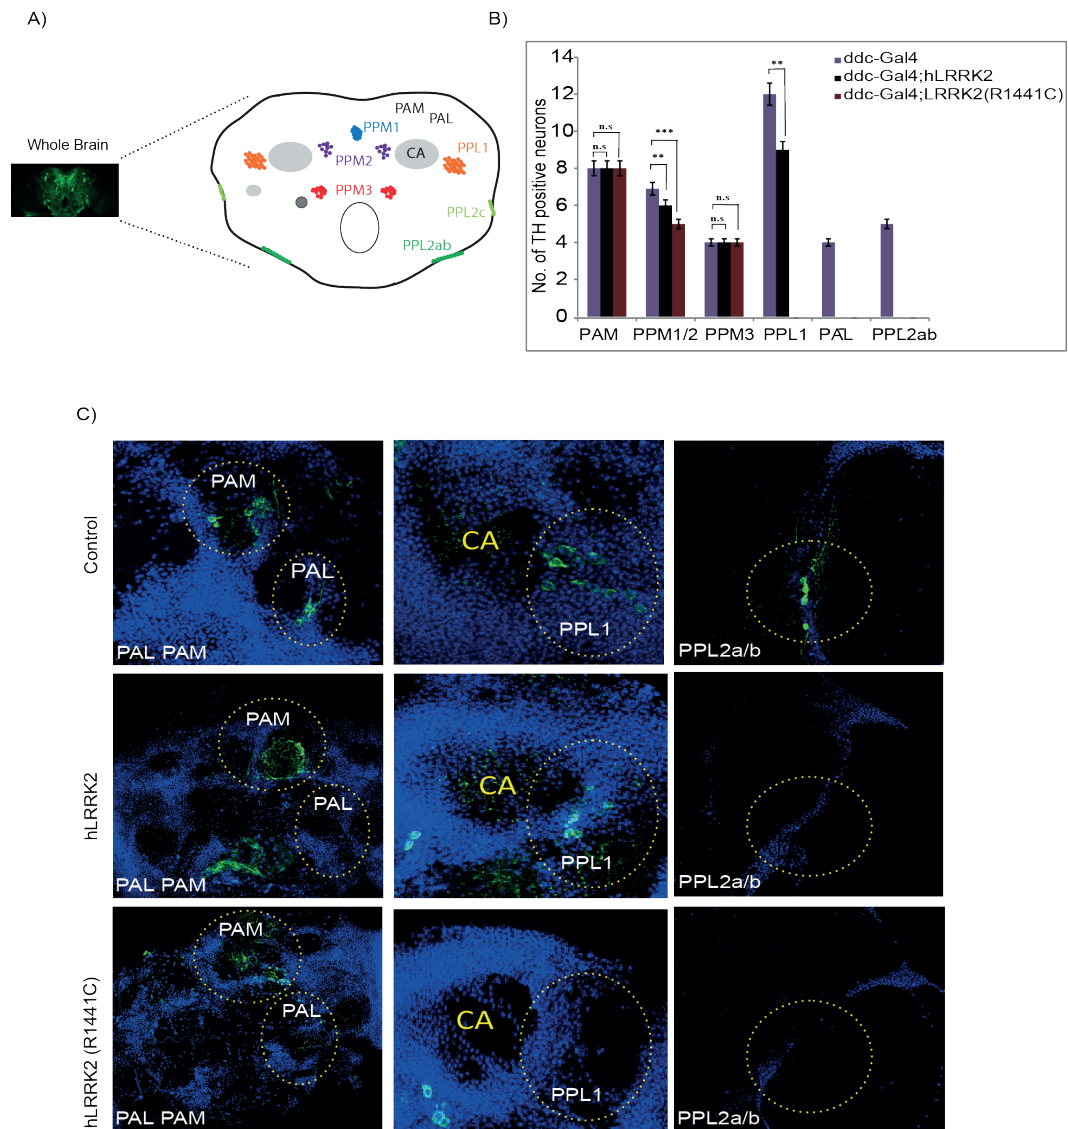 A)
Whole Brain
PAM
PAL
PPM1
PPM2
CA
PPL1
PPM3
PPL2c
PPL2ab
B)
No. of TH positive neurons
14
12
10
8
6
4
2
0
ddc-Gal4
ddc-Gal4;hLRRK2
ddc-Gal4;LRRK2(R1441C)
n.s
n.s
***
**
n.s
n.s
**
PAM PPM1/2 PPM3 PPL1 PAL PPL2ab
C)
Control
PAM
PAL
PAL PAM
CA
PPL1
PPL2a/b
hLRRK2
PAM
PAL
PAL PAM
CA
PPL1
PPL2a/b
hLRRK2 (R1441C)
PAM
PAL
PAL PAM
CA
PPL1
PPL2a/b